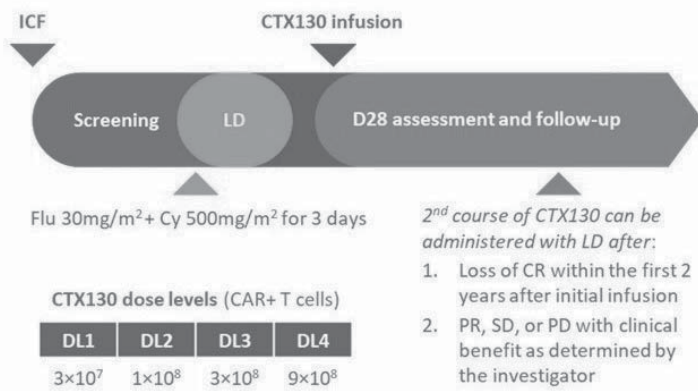 ICF
CTX130 infusion
Screening
LD
D28 assessment and follow-up
Flu 30mg/m² + Cy 500mg/m² for 3 days
2nd course of CTX130 can be
administered with LD after:
1. Loss of CR within the first 2
years after initial infusion
2. PR, SD, or PD with clinical
benefit as determined by
the investigator
CTX130 dose levels (CAR+ T cells)
DL1 DL2 DL3 DL4
3×10⁷ 1×10⁸ 3×10⁸ 9×10⁸